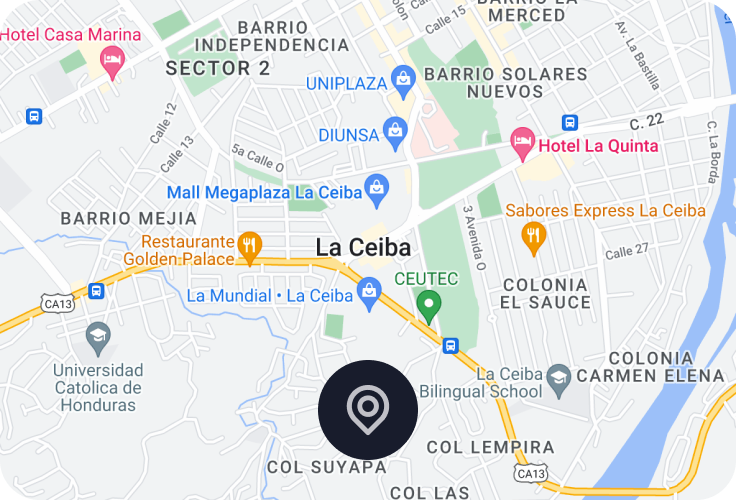 Hotel Casa Marina
BARRIO
INDEPENDENCIA
SECTOR 2
Calle 15
MERCED
Av. La Bastilla
UNIPLAZA
BARRIO SOLARES
NUEVOS
Calle 12
Calle 13
DIUNSA
5a Calle O
C. 22
Hotel La Quinta
C. La Borda
Mall Megaplaza La Ceiba
BARRIO MEJIA
3 Avenida O
Sabores Express La Ceiba
Restaurante
Golden Palace
La Ceiba
Calle 27
CEUTEC
COLONIA
EL SAUCE
CA13
La Mundial • La Ceiba
Universidad
Catolica de
Honduras
La Ceiba
Bilingual School
COLONIA
CARMEN ELENA
COL LEMPIRA
COL SUYAPA
CA13
COL LAS